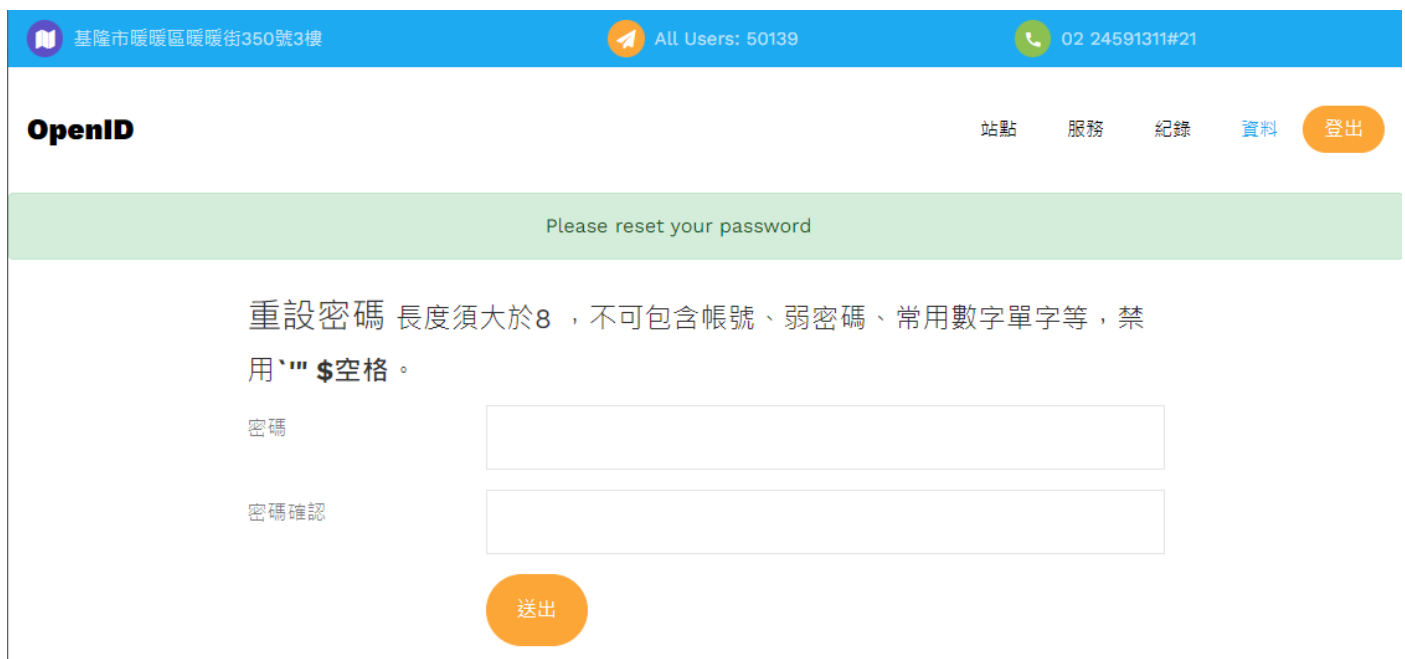 基隆市暖暖區暖暖街350號3樓
All Users: 50139
02 24591311#21
OpenID
站點
服務
紀錄
資料
登出
Please reset your password
重設密碼 長度須大於8 ，不可包含帳號、弱密碼、常用數字單字等，禁
用`'" $空格。
密碼
密碼確認
送出